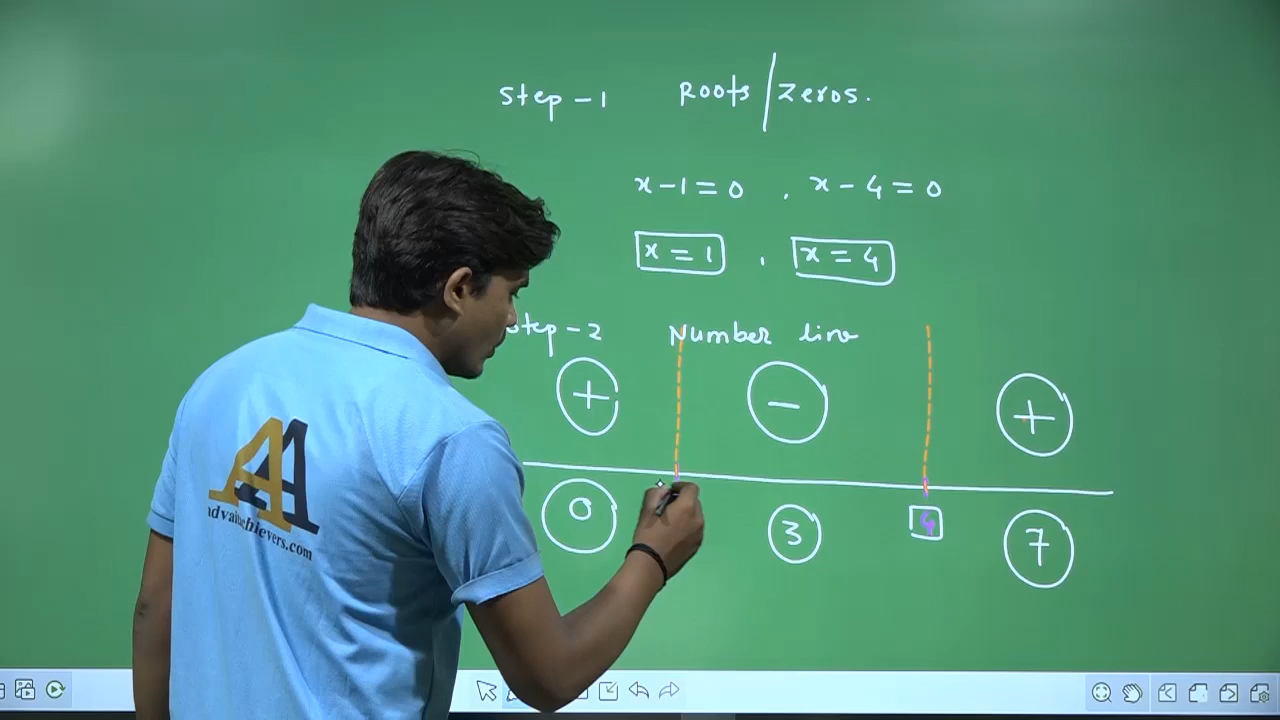 Step - 1 Roots / Zeros.
x - 1 = 0 , x - 4 = 0
x = 1 , x = 4
Step - 2 Number line
+ - +
0 3 4 7
AA